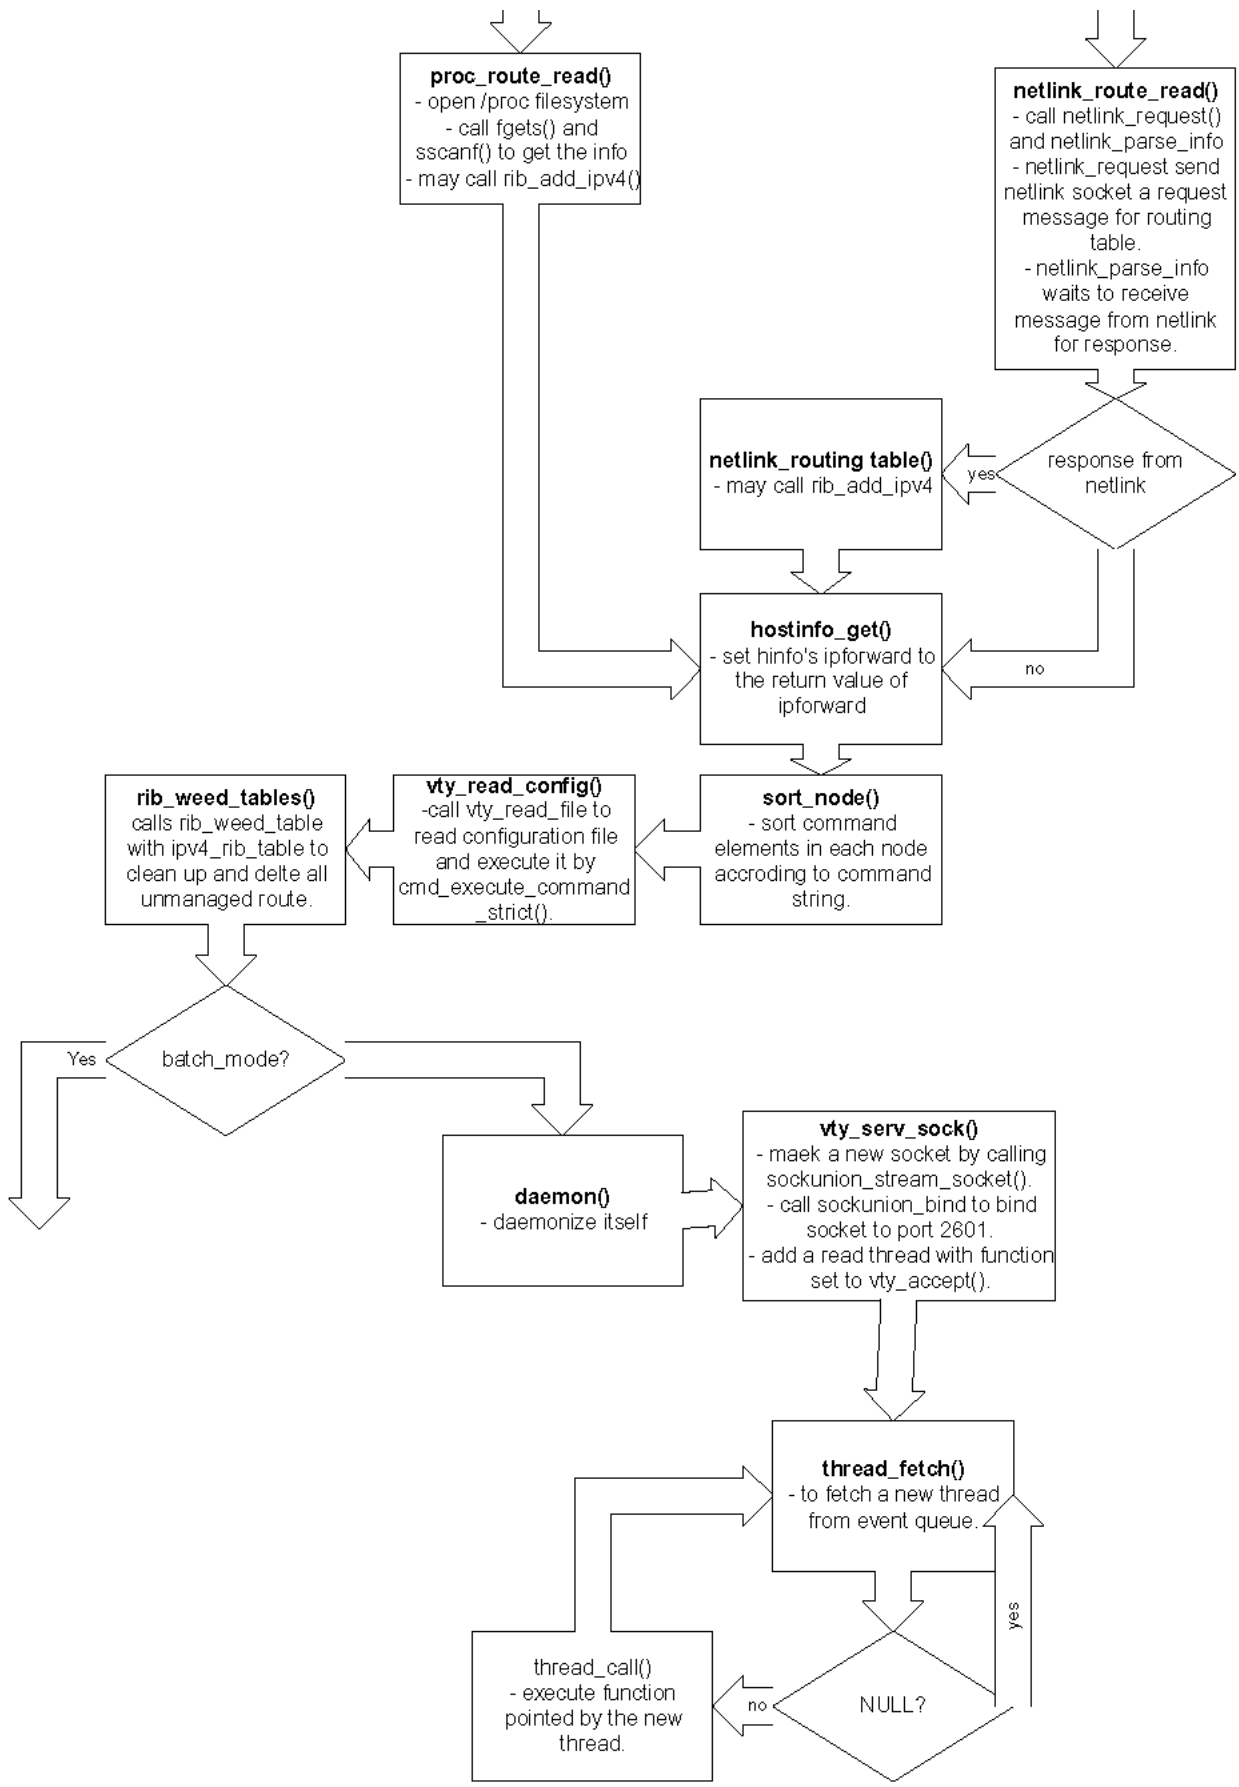 proc_route_read()
- open /proc filesystem
- call fgets() and
sscanf() to get the info
- may call rib_add_ipv4()
netlink_route_read()
- call netlink_request()
and netlink_parse_info
- netlink_request send
netlink socket a request
message for routing
table.
- netlink_parse_info
waits to receive
message from netlink
for response.
netlink_routing table()
- may call rib_add_ipv4
yes
response from
netlink
hostinfo_get()
- set hinfo's ipforward to
the return value of
ipforward
no
rib_weed_tables()
calls rib_weed_table
with ipv4_rib_table to
clean up and delte all
unmanaged route.
vty_read_config()
-call vty_read_file to
read configuration file
and execute it by
cmd_execute_command
_strict().
sort_node()
- sort command
elements in each node
accroding to command
string.
Yes
batch_mode?
daemon()
- daemonize itself
vty_serv_sock()
- maek a new socket by calling
sockunion_stream_socket().
- call sockunion_bind to bind
socket to port 2601.
- add a read thread with function
set to vty_accept().
thread_fetch()
- to fetch a new thread
from event queue.
yes
thread_call()
- execute function
pointed by the new
thread.
no
NULL?